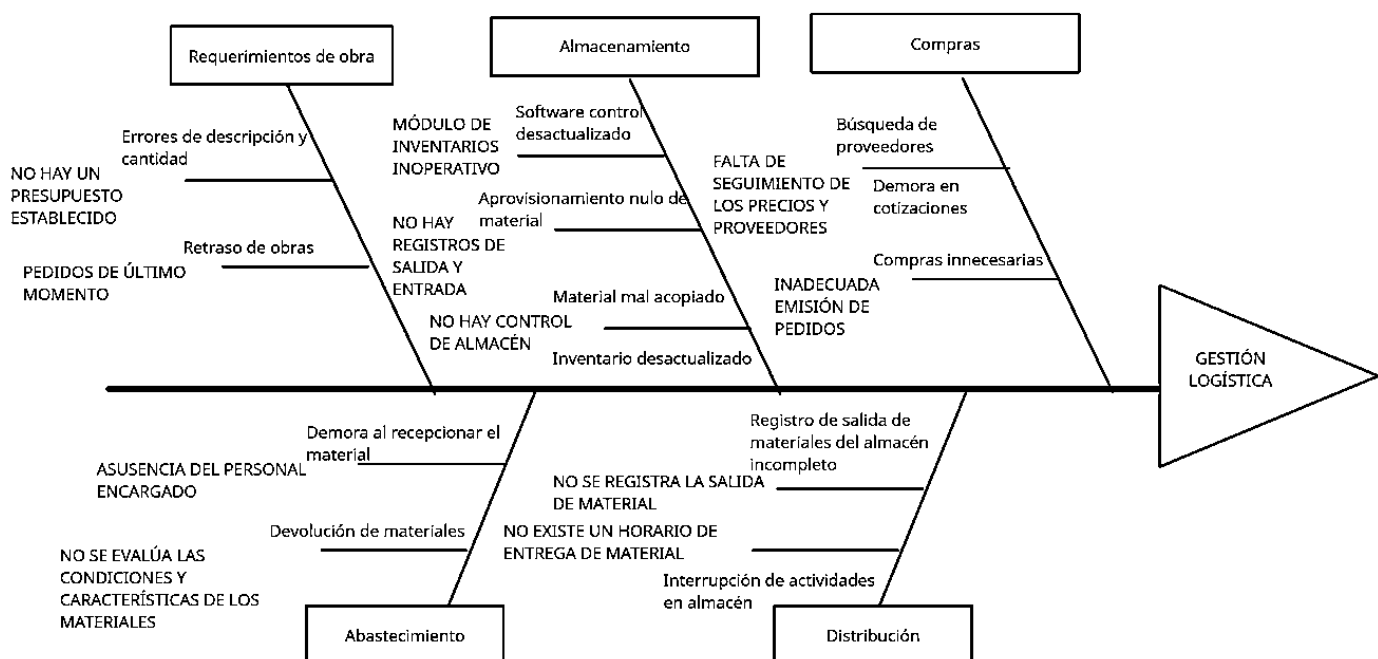 Requerimientos de obra
Almacenamiento
Compras
Errores de descripción y
cantidad
NO HAY UN
PRESUPUESTO
ESTABLECIDO
Retraso de obras
PEDIDOS DE ÚLTIMO
MOMENTO
Software control
desactualizado
MÓDULO DE
INVENTARIOS
INOPERATIVO
Aprovisionamiento nulo de
material
NO HAY
REGISTROS DE
SALIDA Y
ENTRADA
Material mal acopiado
NO HAY CONTROL
DE ALMACÉN
Inventario desactualizado
Búsqueda de
proveedores
FALTA DE
SEGUIMIENTO DE
LOS PRECIOS Y
PROVEEDORES
Demora en
cotizaciones
Compras innecesarias
INADECUADA
EMISIÓN DE
PEDIDOS
GESTIÓN
LOGÍSTICA
Demora al recepcionar el
material
ASUSENCIA DEL PERSONAL
ENCARGADO
Devolución de materiales
NO SE EVALÚA LAS
CONDICIONES Y
CARACTERÍSTICAS DE LOS
MATERIALES
Abastecimiento
Registro de salida de
materiales del almacén
incompleto
NO SE REGISTRA LA SALIDA
DE MATERIAL
NO EXISTE UN HORARIO DE
ENTREGA DE MATERIAL
Interrupción de actividades
en almacén
Distribución